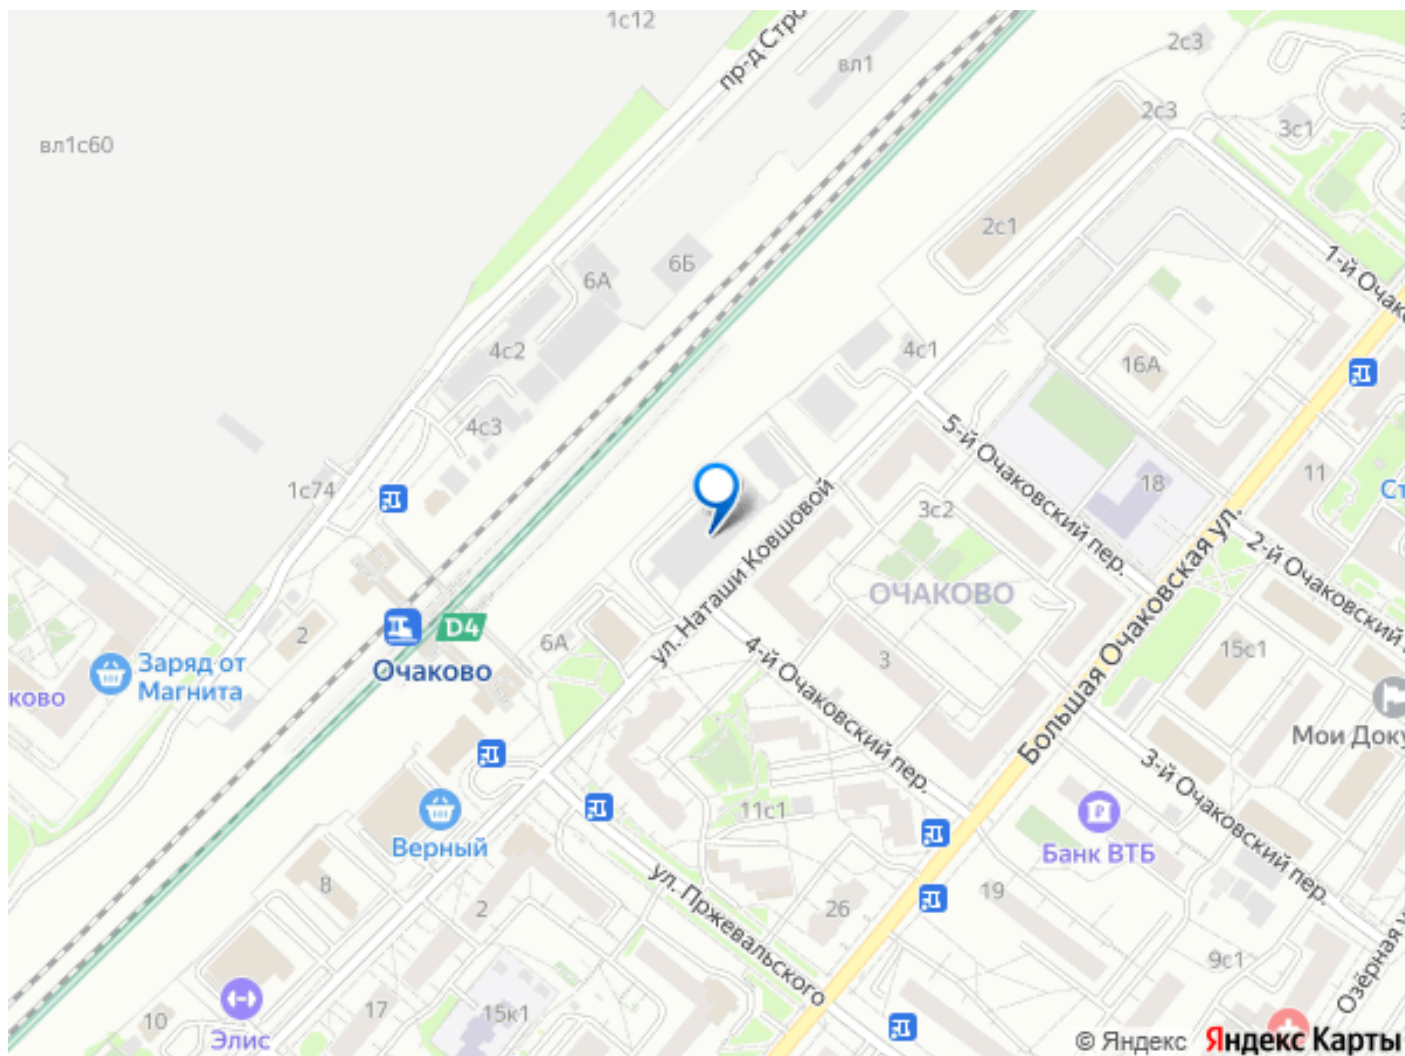 1с12
пр-д Стро
вл1
2с3
2с3
3с1
вл1с60
2с1
1-й Очако
6Б
6А
4с2
4с1
16А
4с3
5-й Очаковский пер.
11
18
Ст
1с74
3с2
ул. Наташи Ковшовой
Большая Очаковская ул.
2-й Очаковский
ОЧАКОВО
D4
Очаково
2
6А
4-й Очаковский пер.
3
15с1
Заряд от
Магнита
ково
Мои Доку
3-й Очаковский пер.
11с1
Верный
Банк ВТБ
8
2
ул. Пржевальского
26
19
9с1
Озёрная у
17
15к1
10
Элис
© Яндекс Яндекс Карты